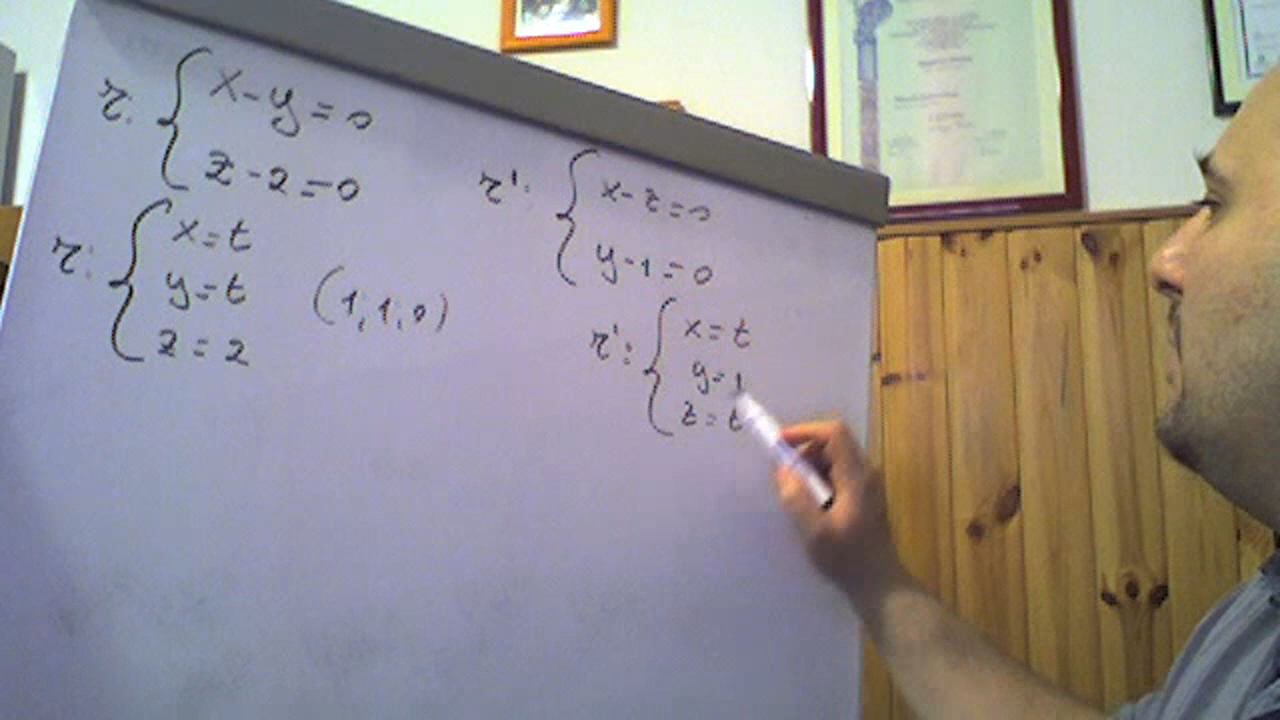 r: { x-y=0
z-2=0
r: { x=t
y=t (1,1,0)
z=2
r': { x-z=0
y-1=0
r': { x=t
y=1
z=t